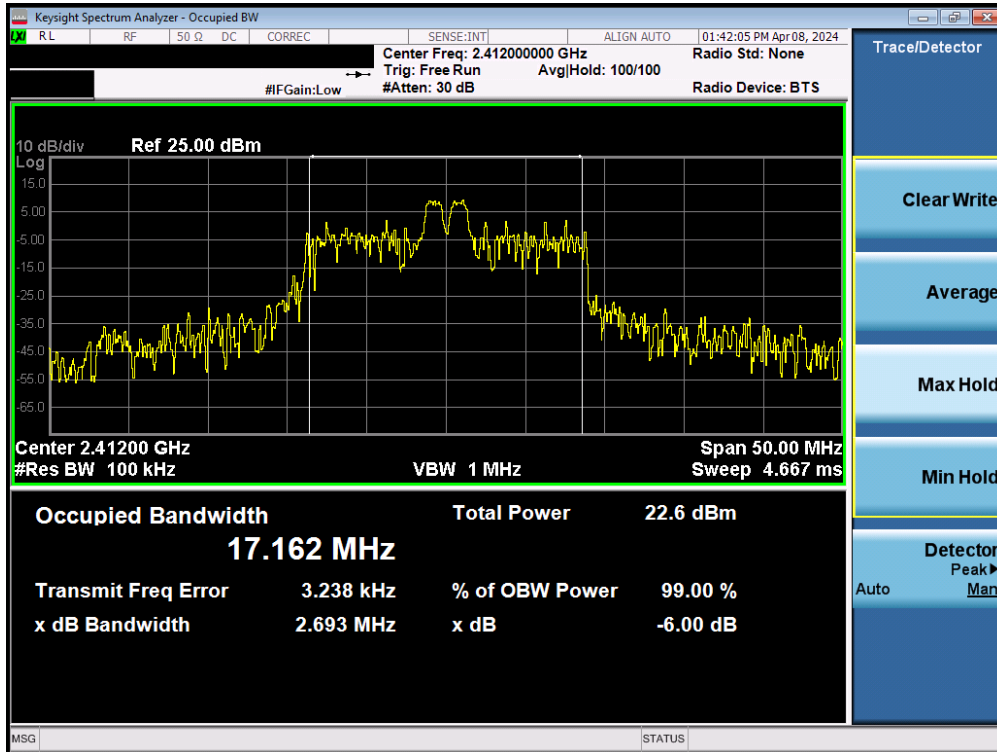 Keysight Spectrum Analyzer - Occupied BW
LXI RL RF 50 Ω DC CORREC SENSE:INT ALIGN AUTO 01:42:05 PM Apr 08, 2024
Center Freq: 2.412000000 GHz Radio Std: None
Trig: Free Run Avg|Hold: 100/100
#IFGain:Low #Atten: 30 dB Radio Device: BTS
10 dB/div Ref 25.00 dBm
Log
15.0
5.00
-5.00
-15.0
-25.0
-35.0
-45.0
-55.0
-65.0
Center 2.41200 GHz Span 50.00 MHz
#Res BW 100 kHz VBW 1 MHz Sweep 4.667 ms
Occupied Bandwidth Total Power 22.6 dBm
17.162 MHz
Transmit Freq Error 3.238 kHz % of OBW Power 99.00 %
x dB Bandwidth 2.693 MHz x dB -6.00 dB
MSG STATUS
Trace/Detector
Clear Write
Average
Max Hold
Min Hold
Detector
Peak▶
Auto Man